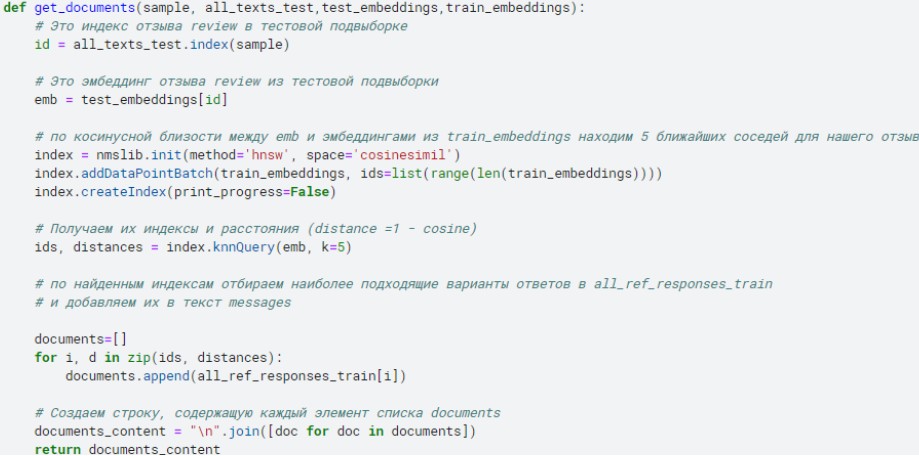 def get_documents(sample, all_texts_test,test_embeddings,train_embeddings):
    # Это индекс отзыва review в тестовой подвыборке
    id = all_texts_test.index(sample)

    # Это эмбеддинг отзыва review из тестовой подвыборки
    emb = test_embeddings[id]

    # по косинусной близости между emb и эмбеддингами из train_embeddings находим 5 ближайших соседей для нашего отзыв
    index = nmslib.init(method='hnsw', space='cosinesimil')
    index.addDataPointBatch(train_embeddings, ids=list(range(len(train_embeddings))))
    index.createIndex(print_progress=False)

    # Получаем их индексы и расстояния (distance =1 - cosine)
    ids, distances = index.knnQuery(emb, k=5)

    # по найденным индексам отбираем наиболее подходящие варианты ответов в all_ref_responses_train
    # и добавляем их в текст messages

    documents=[]
    for i, d in zip(ids, distances):
        documents.append(all_ref_responses_train[i])

    # Создаем строку, содержащую каждый элемент списка documents
    documents_content = "\n".join([doc for doc in documents])
    return documents_content